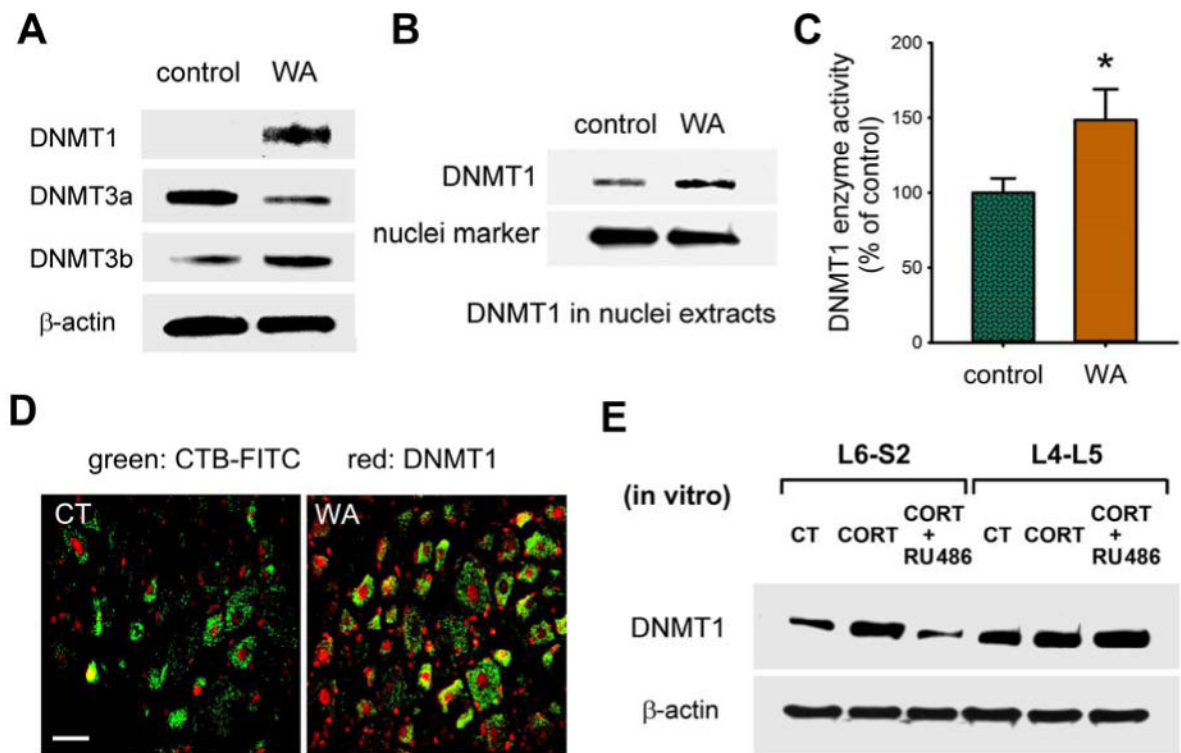 A
control WA
DNMT1
DNMT3a
DNMT3b
β-actin
B
control WA
DNMT1
nuclei marker
DNMT1 in nuclei extracts
C
DNMT1 enzyme activity
(% of control)
200
150
100
50
0
*
control WA
D
green: CTB-FITC red: DNMT1
CT
WA
E
L6-S2 L4-L5
(in vitro)
CT CORT CORT + RU486 CT CORT CORT + RU486
DNMT1
β-actin